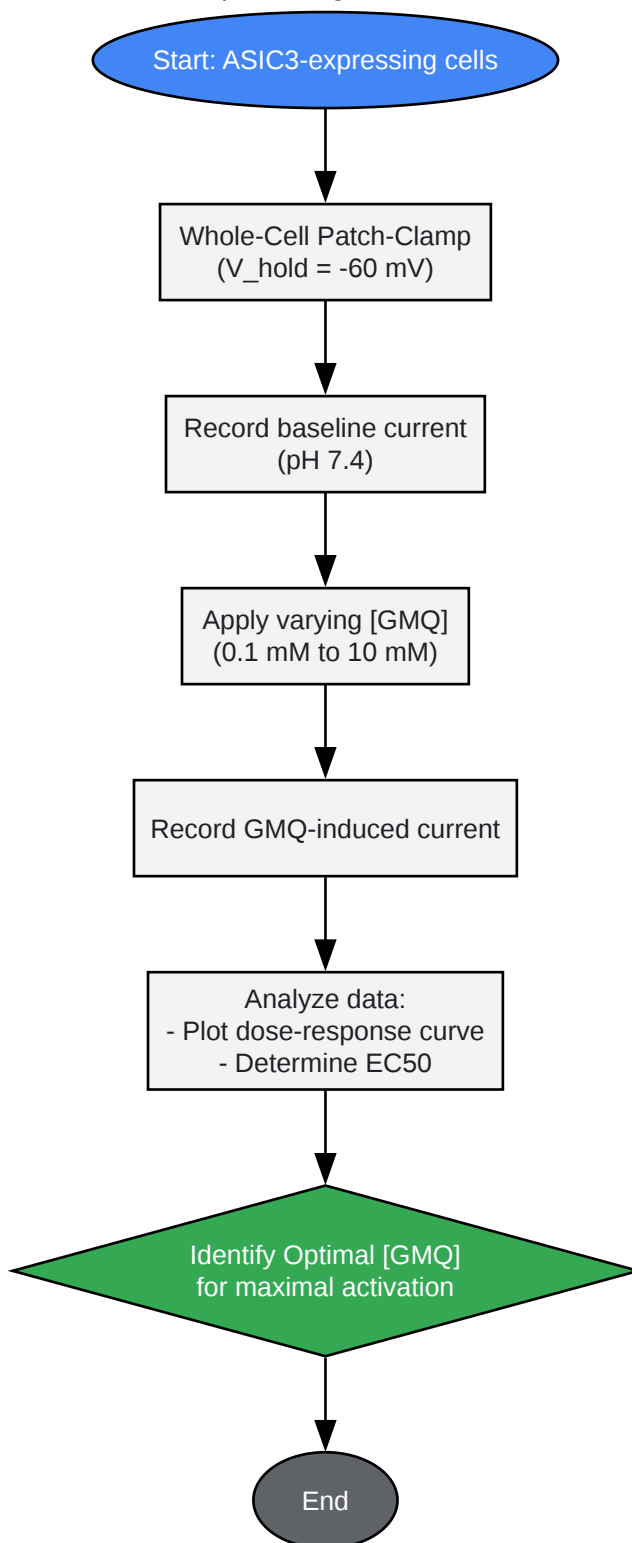 Start: ASIC3-expressing cells
Whole-Cell Patch-Clamp
(V_hold = -60 mV)
Record baseline current
(pH 7.4)
Apply varying [GMQ]
(0.1 mM to 10 mM)
Record GMQ-induced current
Analyze data:
- Plot dose-response curve
- Determine EC50
Identify Optimal [GMQ]
for maximal activation
End